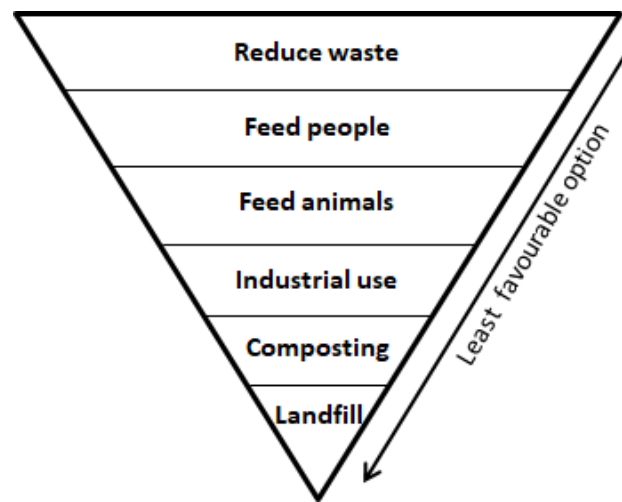 Reduce waste
Feed people
Feed animals
Industrial use
Composting
Landfill
Least favourable option